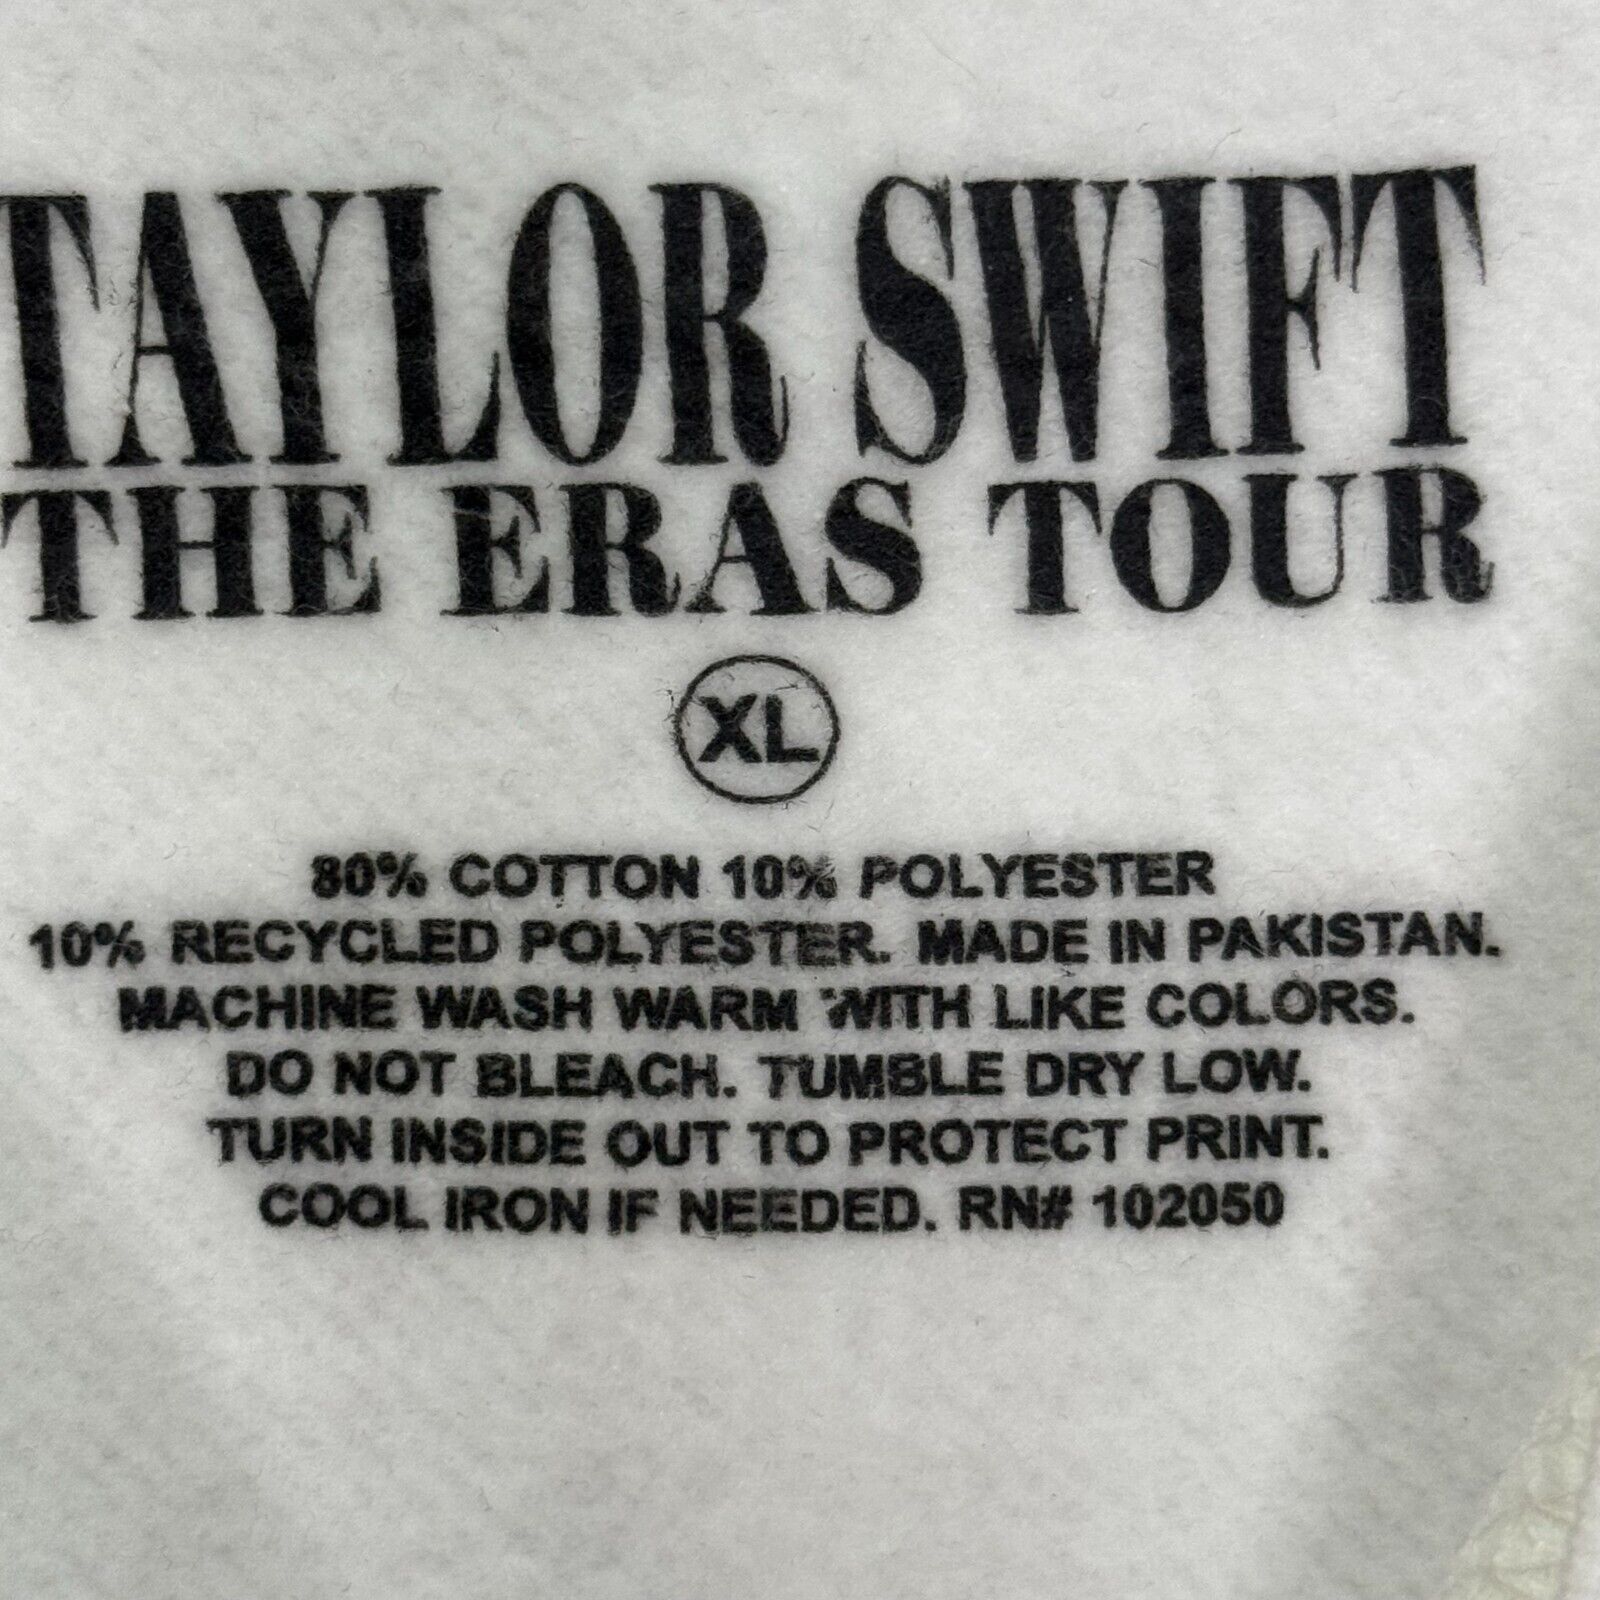 TAYLOR SWIFT
THE ERAS TOUR
XL
80% COTTON 10% POLYESTER
10% RECYCLED POLYESTER. MADE IN PAKISTAN.
MACHINE WASH WARM WITH LIKE COLORS.
DO NOT BLEACH. TUMBLE DRY LOW.
TURN INSIDE OUT TO PROTECT PRINT.
COOL IRON IF NEEDED. RN# 102050